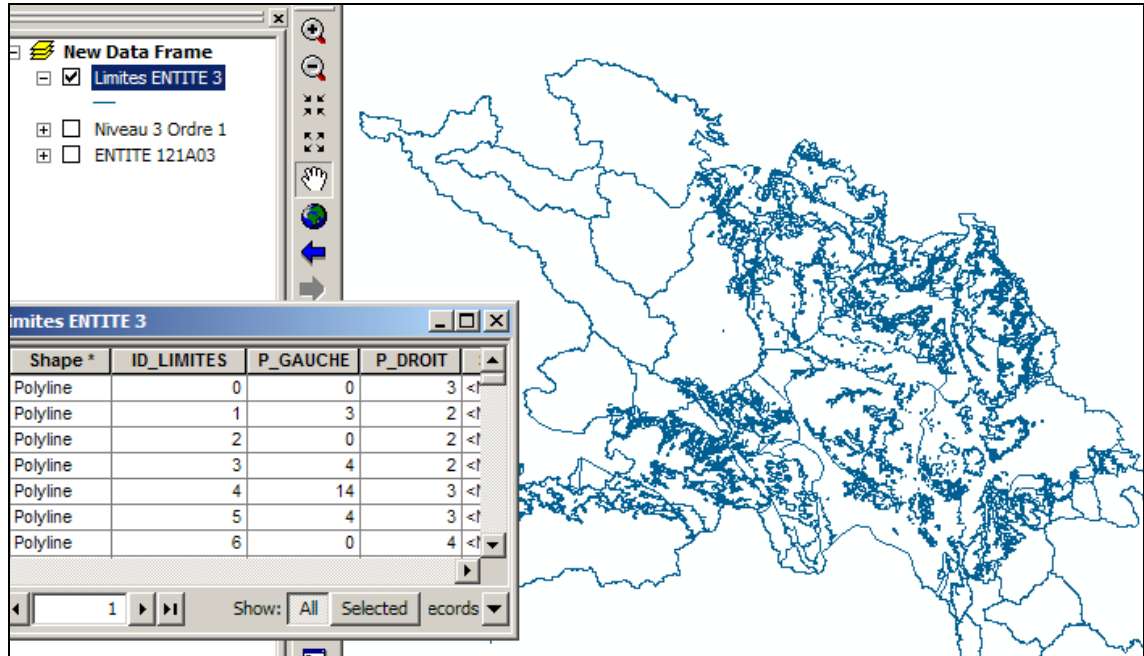 New Data Frame
Limites ENTITE 3
Niveau 3 Ordre 1
ENTITE 121A03
imites ENTITE 3
Shape * ID_LIMITES P_GAUCHE P_DROIT
Polyline 0 0 3
Polyline 1 3 2
Polyline 2 0 2
Polyline 3 4 2
Polyline 4 14 3
Polyline 5 4 3
Polyline 6 0 4
1 Show: All Selected ecords